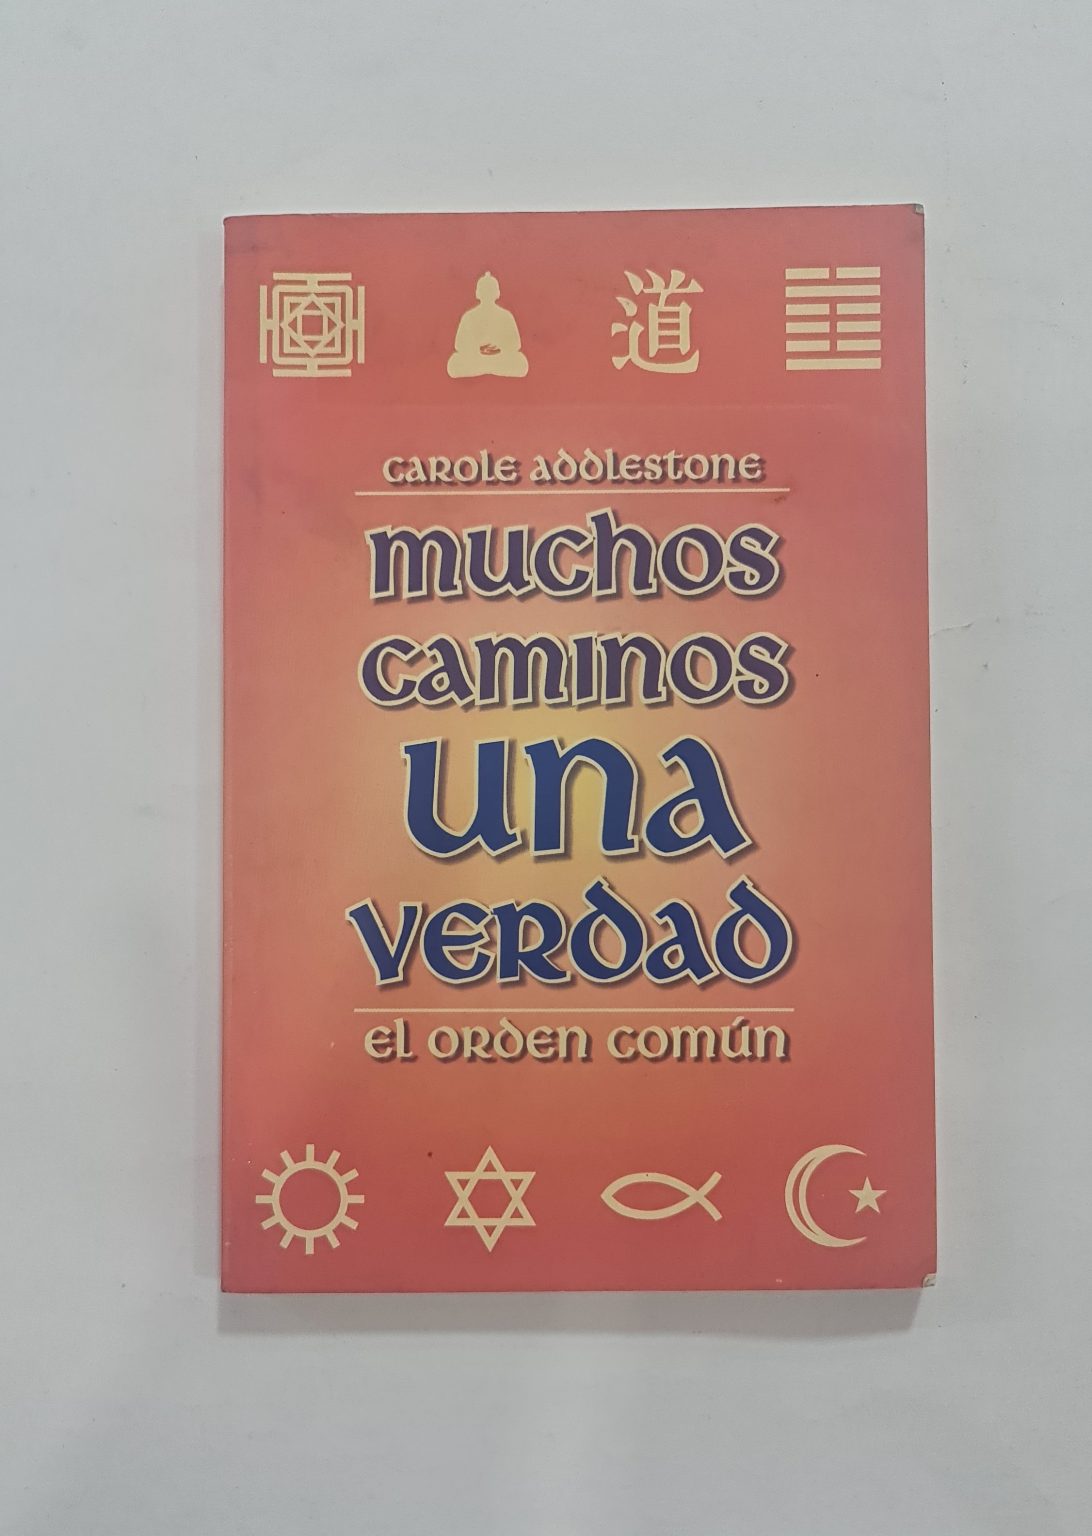 道
Carole Addlestone
muchos
caminos
una
verdad
el orden común